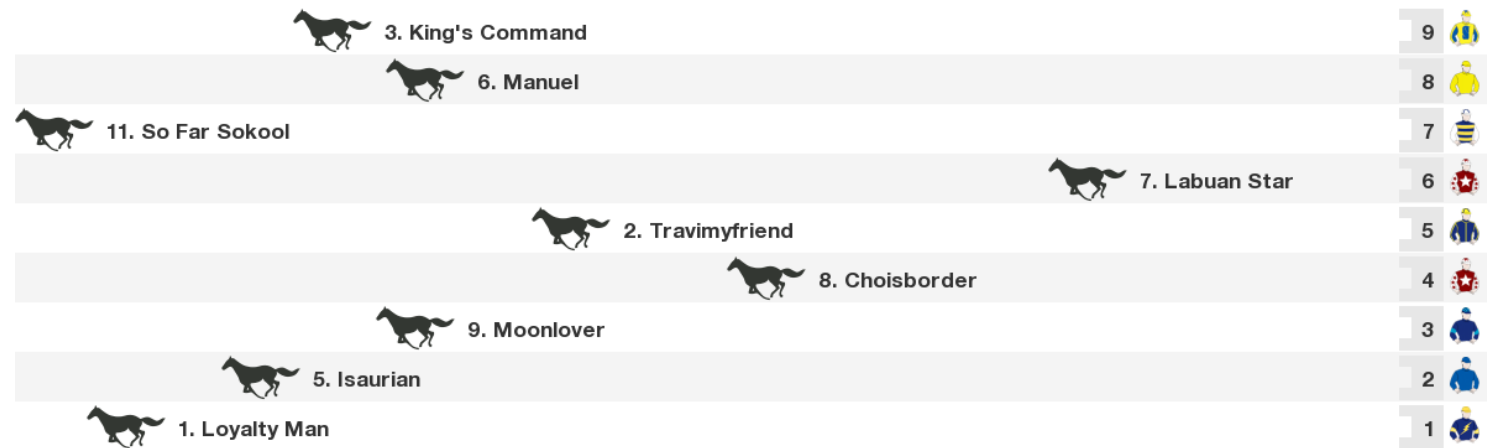 3. King's Command 9
6. Manuel 8
11. So Far Sokool 7
7. Labuan Star 6
2. Travimyfriend 5
8. Choisborder 4
9. Moonlover 3
5. Isaurian 2
1. Loyalty Man 1